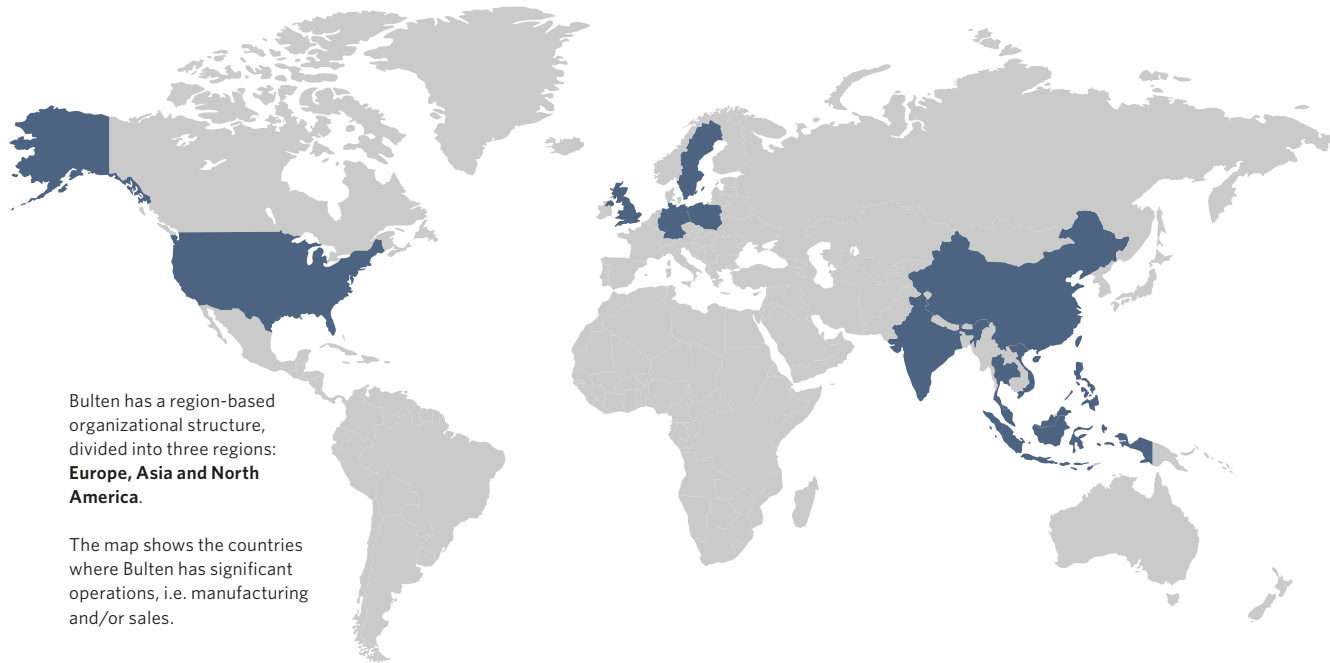 Bulten has a region-based
organizational structure,
divided into three regions:
Europe, Asia and North
America.
The map shows the countries
where Bulten has significant
operations, i.e. manufacturing
and/or sales.